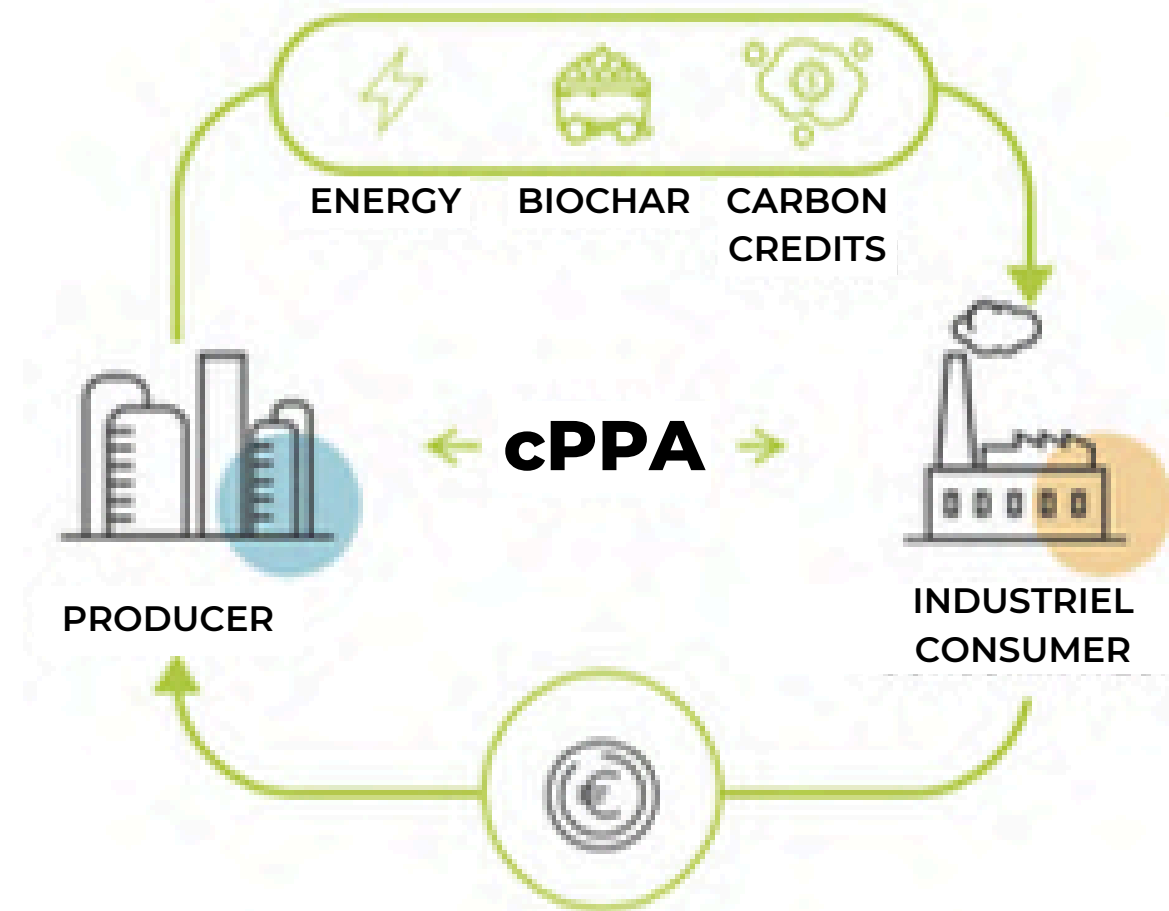 ENERGY
BIOCHAR
CARBON
CREDITS
cPPA
PRODUCER
INDUSTRIEL
CONSUMER
€